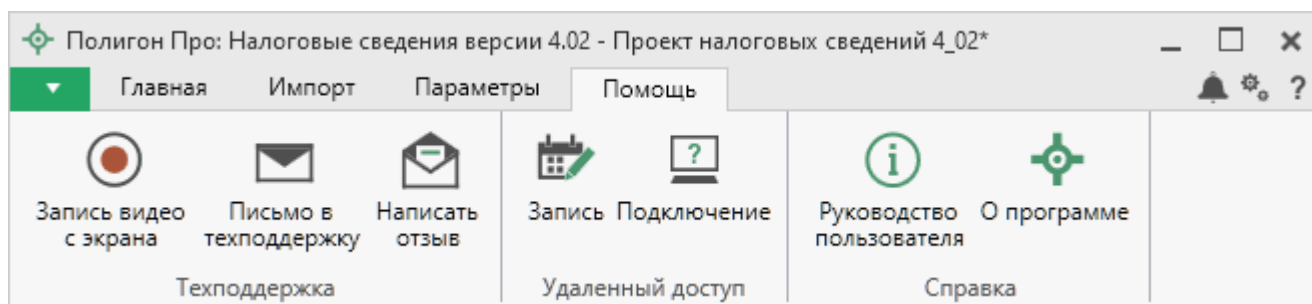 Полигон Про: Налоговые сведения версии 4.02 - Проект налоговых сведений 4_02*
Главная Импорт Параметры Помощь ?
?
Запись видео Письмо в Написать Запись Подключение Руководство О программе
с экрана техподдержку отзыв пользователя
Техподдержка Удаленный доступ Справка